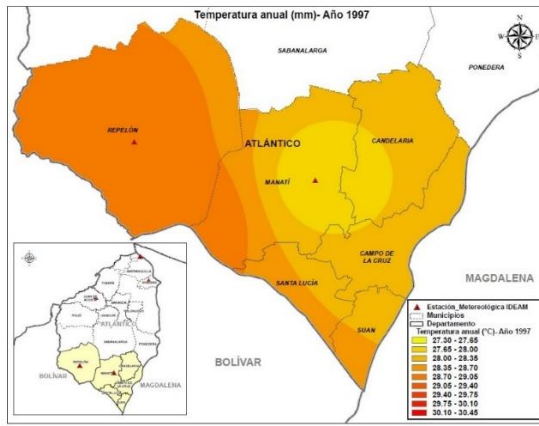 Temperatura anual (mm)- Año 1997
N
W
E
S
SABANALARGA
PONEDERA
REPELÓN
ATLÁNTICO
CANDELARIA
MANATÍ
CAMPO DE
LA CRUZ
SANTA LUCÍA
MAGDALENA
SUAN
BOLÍVAR
ATLÁNTICO
BOLÍVAR
MAGDALENA
Estación_Metereológica IDEAM
Municipios
Departamento
Temperatura anual (°C)- Año 1997
27.30 - 27.65
27.65 - 28.00
28.00 - 28.35
28.35 - 28.70
28.70 - 29.05
29.05 - 29.40
29.40 - 29.75
29.75 - 30.10
30.10 - 30.45